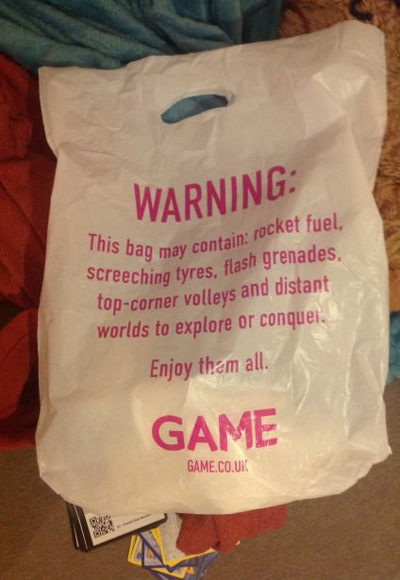 WARNING:
This bag may contain: rocket fuel,
screeching tyres, flash grenades,
top-corner volleys and distant
worlds to explore or conquer.
Enjoy them all.
GAME
GAME.CO.UK